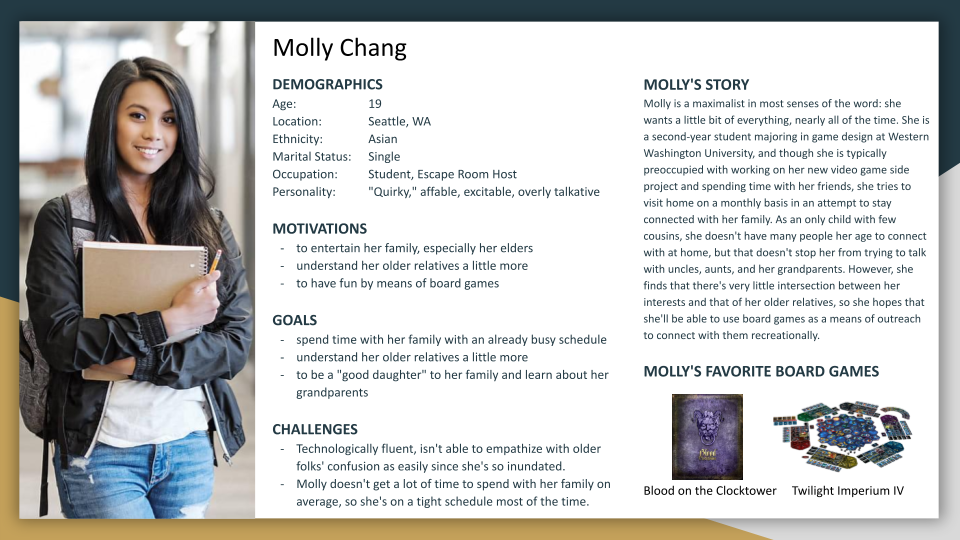 Molly Chang
DEMOGRAPHICS
Age: 19
Location: Seattle, WA
Ethnicity: Asian
Marital Status: Single
Occupation: Student, Escape Room Host
Personality: "Quirky," affable, excitable, overly talkative
MOTIVATIONS
- to entertain her family, especially her elders
- understand her older relatives a little more
- to have fun by means of board games
GOALS
- spend time with her family with an already busy schedule
- understand her older relatives a little more
- to be a "good daughter" to her family and learn about her
grandparents
CHALLENGES
- Technologically fluent, isn't able to empathize with older
folks' confusion as easily since she's so inundated.
- Molly doesn't get a lot of time to spend with her family on
average, so she's on a tight schedule most of the time.
MOLLY'S STORY
Molly is a maximalist in most senses of the word: she
wants a little bit of everything, nearly all of the time. She is
a second-year student majoring in game design at Western
Washington University, and though she is typically
preoccupied with working on her new video game side
project and spending time with her friends, she tries to
visit home on a monthly basis in an attempt to stay
connected with her family. As an only child with few
cousins, she doesn't have many people her age to connect
with at home, but that doesn't stop her from trying to talk
with uncles, aunts, and her grandparents. However, she
finds that there's very little intersection between her
interests and that of her older relatives, so she hopes that
she'll be able to use board games as a means of outreach
to connect with them recreationally.
MOLLY'S FAVORITE BOARD GAMES
Blood
Blood on the Clocktower
Twilight Imperium IV